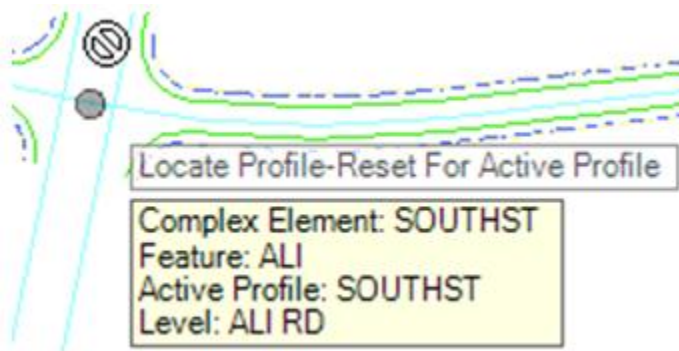 Locate Profile-Reset For Active Profile
Complex Element: SOUTHST
Feature: ALI
Active Profile: SOUTHST
Level: ALI RD